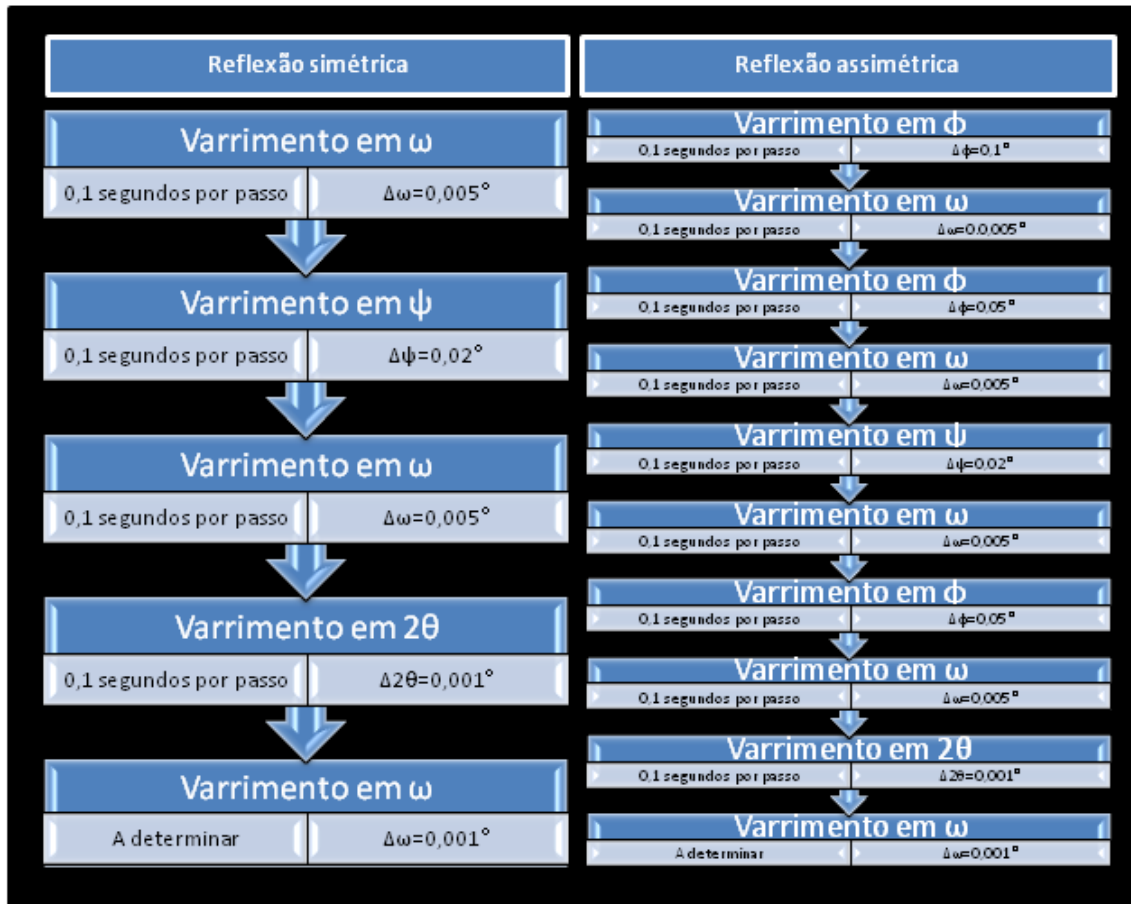 Reflexão simétrica
Varrimento em ω
0,1 segundos por passo Δω=0,005°
Varrimento em ψ
0,1 segundos por passo Δψ=0,02°
Varrimento em ω
0,1 segundos por passo Δω=0,005°
Varrimento em 2θ
0,1 segundos por passo Δ2θ=0,001°
Varrimento em ω
A determinar Δω=0,001°
Reflexão assimétrica
Varrimento em ϕ
0,1 segundos por passo Δϕ=0,1°
Varrimento em ω
0,1 segundos por passo Δω=0.0,005°
Varrimento em ϕ
0,1 segundos por passo Δϕ=0,05°
Varrimento em ω
0,1 segundos por passo Δω=0,005°
Varrimento em ψ
0,1 segundos por passo Δψ=0,02°
Varrimento em ω
0,1 segundos por passo Δω=0,005°
Varrimento em ϕ
0,1 segundos por passo Δϕ=0,05°
Varrimento em ω
0,1 segundos por passo Δω=0,005°
Varrimento em 2θ
0,1 segundos por passo Δ2θ=0,001°
Varrimento em ω
A determinar Δω=0,001°